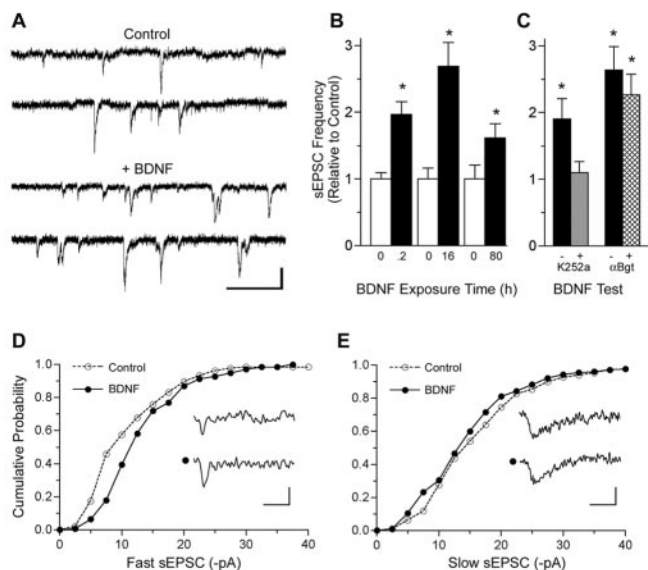 A
Control
+ BDNF
B
sEPSC Frequency
(Relative to Control)
3
2
1
0
* * *
0 .2 0 16 0 80
BDNF Exposure Time (h)
C
3
2
1
0
* * *
- + - +
K252a αBgt
BDNF Test
D
Cumulative Probability
1.0
0.8
0.6
0.4
0.2
0.0
Control
BDNF
0 10 20 30 40
Fast sEPSC (-pA)
E
1.0
0.8
0.6
0.4
0.2
0.0
Control
BDNF
0 10 20 30 40
Slow sEPSC (-pA)